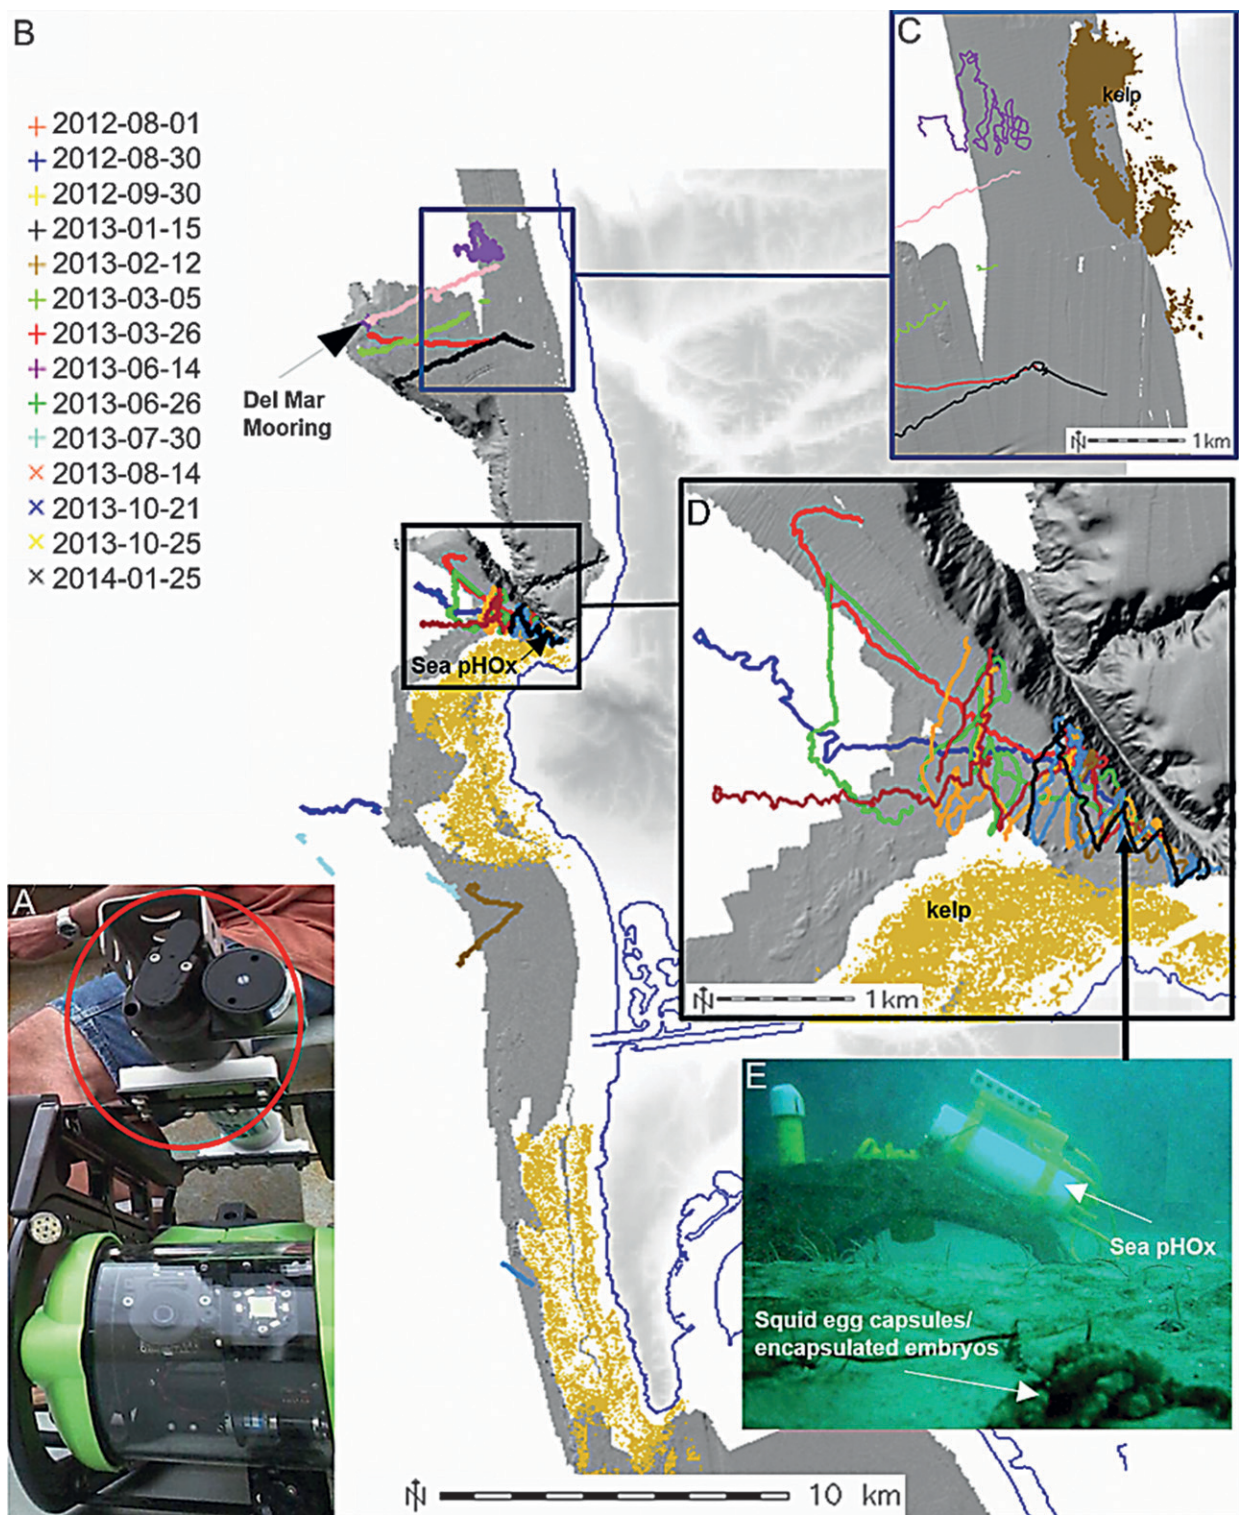 B
+ 2012-08-01
+ 2012-08-30
+ 2012-09-30
+ 2013-01-15
+ 2013-02-12
+ 2013-03-05
+ 2013-03-26
+ 2013-06-14
+ 2013-06-26
+ 2013-07-30
× 2013-08-14
× 2013-10-21
× 2013-10-25
× 2014-01-25
Del Mar
Mooring
Sea pHOx
C
kelp
N
1km
D
kelp
N
1km
A
E
Sea pHOx
Squid egg capsules/
encapsulated embryos
N
10 km